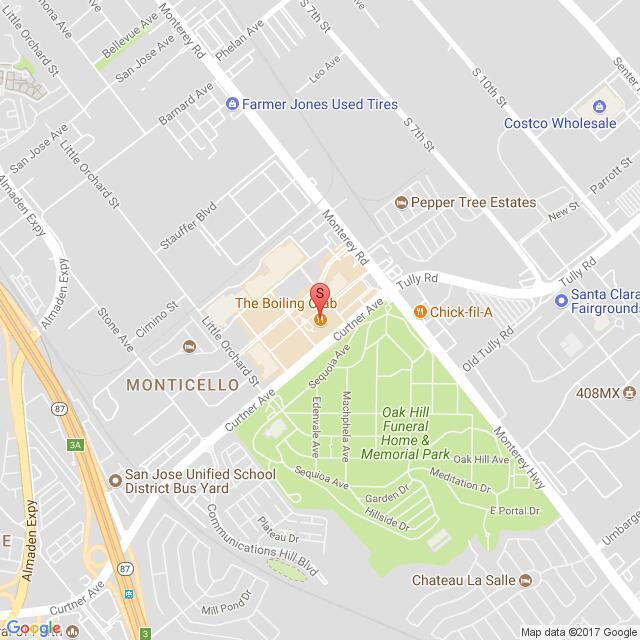 Monterey Rd
S 7th St
Little Orchard St
Bellevue Ave
Phelan Ave
San Jose Ave
Leo Ave
S 10th St
Barnard Ave
Farmer Jones Used Tires
Costco Wholesale
S 7th St
San Jose Ave
Little Orchard St
Parrott St
Almaden Expy
Pepper Tree Estates
New St
Stauffer Blvd
Monterey Rd
Almaden Expy
Tully Rd
Tully Rd
S
The Boiling Crab
Santa Clara
Fairgrounds
Chick-fil-A
Curtner Ave
Cimino St
Stone Ave
Little Orchard St
Old Tully Rd
Sequoia Ave
MONTICELLO
408MX
Curtner Ave
Edenvale Ave
Machphela Ave
Oak Hill
Funeral
Home &
Memorial Park
87
3A
Oak Hill Ave
Monterey Hwy
San Jose Unified School
District Bus Yard
Sequoia Ave
Meditation Dr
Garden Dr
Hillside Dr
E Portal Dr
Almaden Expy
Plateau Dr
Communications Hill Blvd
87
Chateau La Salle
Curtner Ave
Mill Pond Dr
3
Google
Map data ©2017 Google